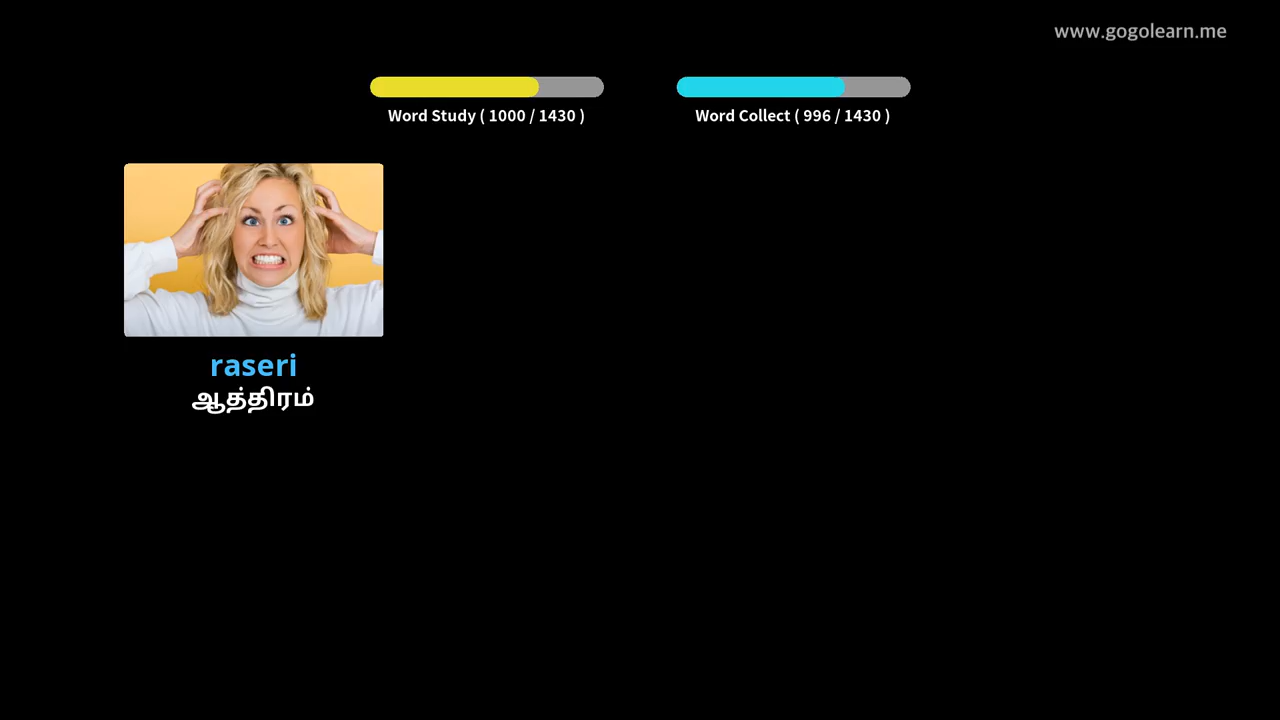 www.gogolearn.me
Word Study ( 1000 / 1430 )
Word Collect ( 996 / 1430 )
raseri
ஆத்திரம்